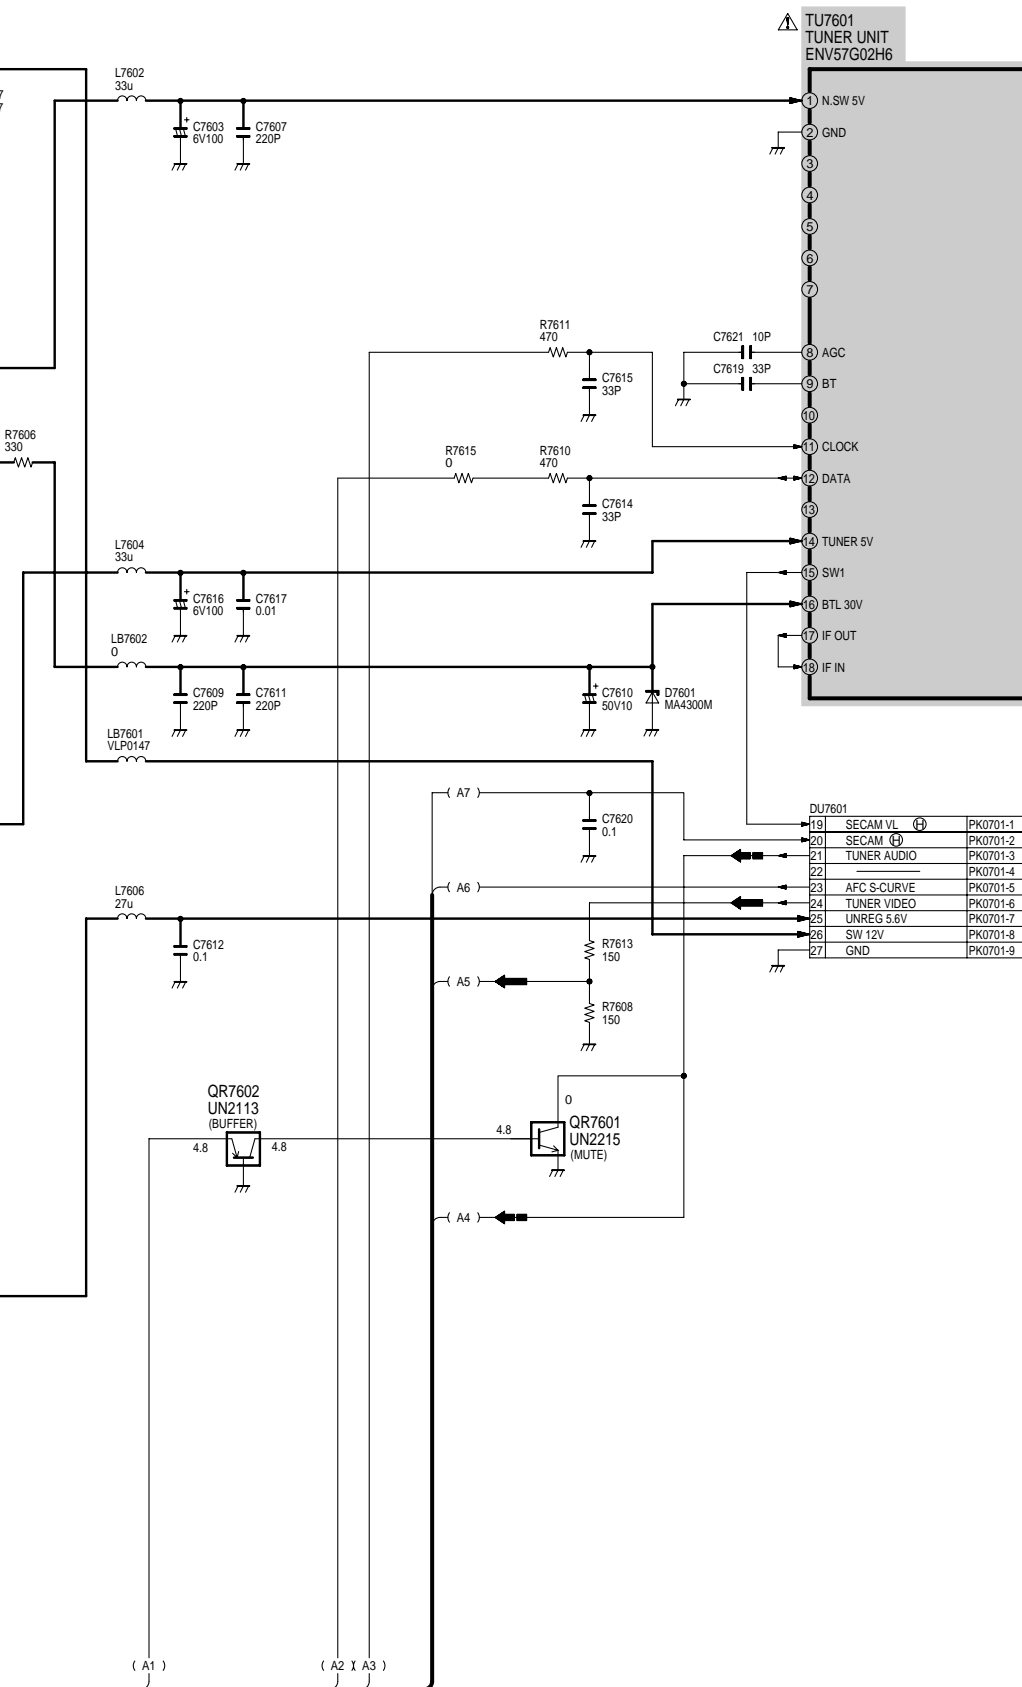 TU7601
TUNER UNIT
ENV57G02H6
L7602
33u
7
7
C7603
6V100
C7607
220P
1 N.SW 5V
2 GND
3
4
5
6
7
R7611
470
C7621 10P
8 AGC
C7619 33P
9 BT
C7615
33P
10
R7606
330
11 CLOCK
R7615
0
R7610
470
12 DATA
C7614
33P
13
L7604
33u
14 TUNER 5V
15 SW1
C7616
6V100
C7617
0.01
16 BTL 30V
LB7602
0
17 IF OUT
18 IF IN
C7609
220P
C7611
220P
C7610
50V10
D7601
MA4300M
LB7601
VLP0147
( A7 )
C7620
0.1
DU7601
19 SECAM VL H PK0701-1
20 SECAM H PK0701-2
21 TUNER AUDIO PK0701-3
22 PK0701-4
23 AFC S-CURVE PK0701-5
24 TUNER VIDEO PK0701-6
25 UNREG 5.6V PK0701-7
26 SW 12V PK0701-8
27 GND PK0701-9
( A6 )
L7606
27u
C7612
0.1
R7613
150
( A5 )
R7608
150
QR7602
UN2113
(BUFFER)
4.8
4.8
4.8
0
QR7601
UN2215
(MUTE)
( A4 )
( A1 )
( A2 )( A3 )